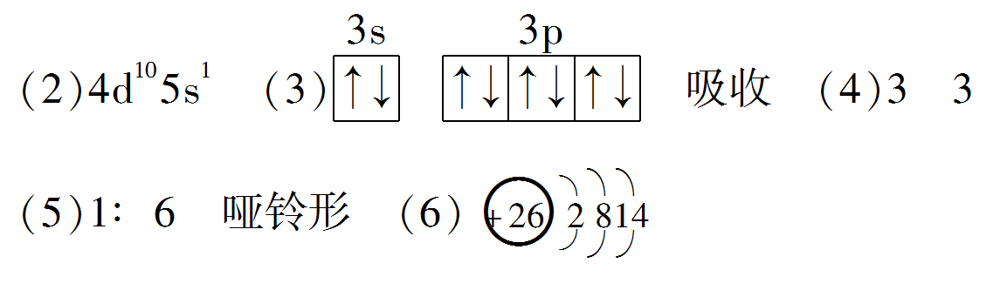 3s 3p
(2)4d¹⁰5s¹ (3) ↑↓ ↑↓ ↑↓ ↑↓ 吸收 (4)3 3
(5)1∶6 哑铃形 (6) +26 2 8 14